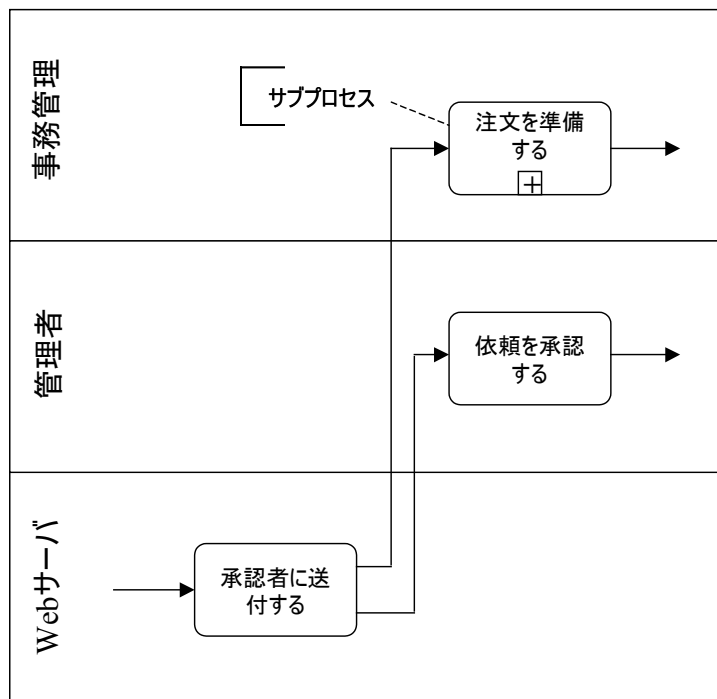 事務管理
サブプロセス
注文を準備
する
管理者
依頼を承認
する
Webサーバ
承認者に送
付する